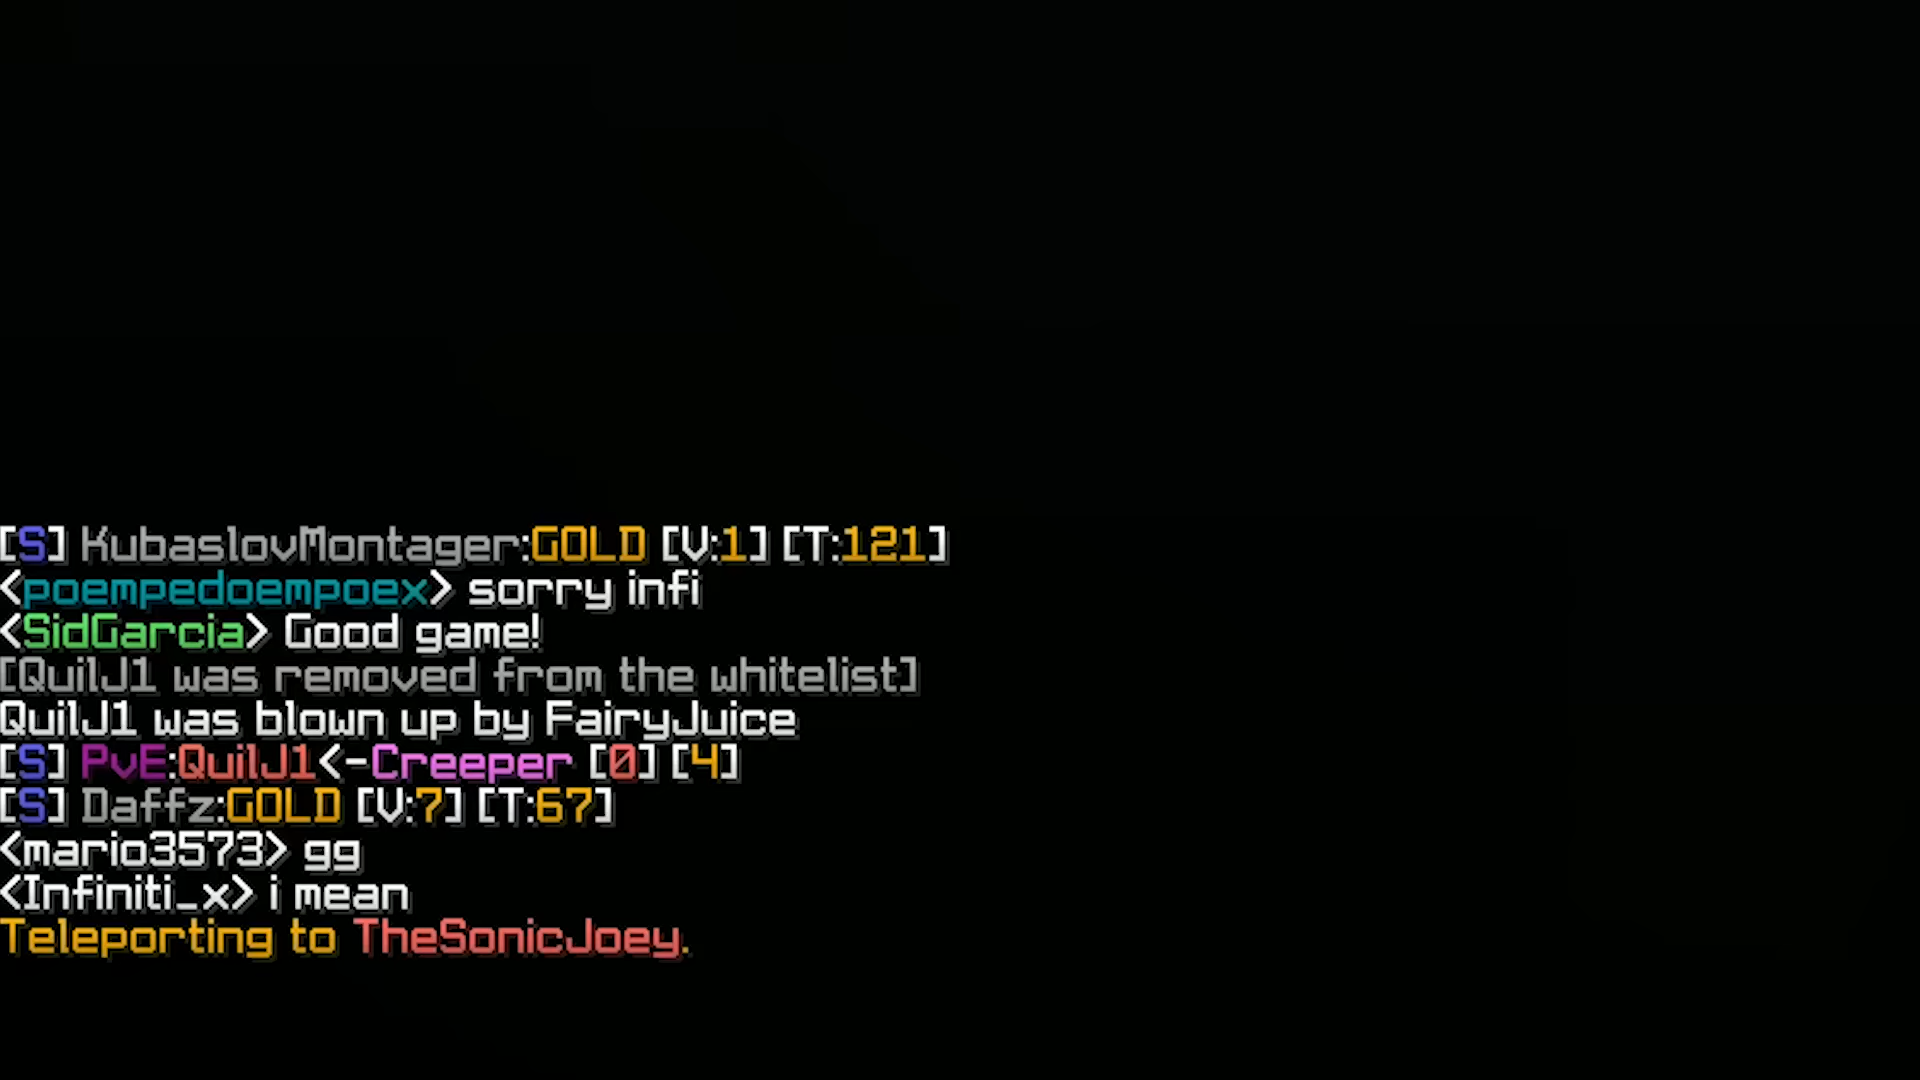 [S] KubaslovMontager:GOLD [V:1] [T:121]
<poempedoempoex> sorry infi
<SidGarcia> Good game!
[QuilJ1 was removed from the whitelist]
QuilJ1 was blown up by FairyJuice
[S] PvE:QuilJ1<-Creeper [0] [4]
[S] Daffz:GOLD [V:7] [T:67]
<mario3573> gg
<Infiniti_x> i mean
Teleporting to TheSonicJoey.